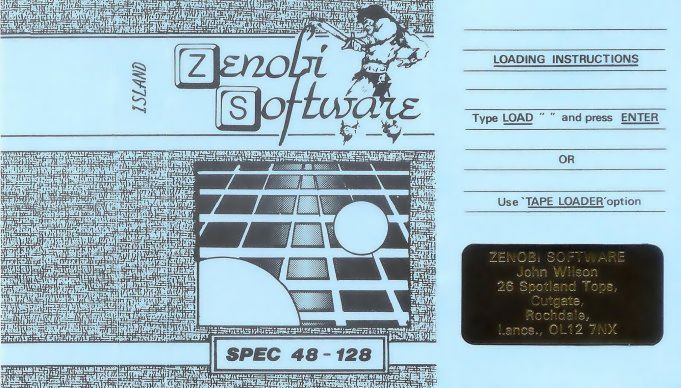 ISLAND
Zenobi
Software
SPEC 48-128
LOADING INSTRUCTIONS
Type LOAD " " and press ENTER
OR
Use `TAPE LOADER´option
ZENOBI SOFTWARE
John Wilson
26 Spotland Tops,
Cutgate,
Rochdale,
Lancs., OL12 7NX